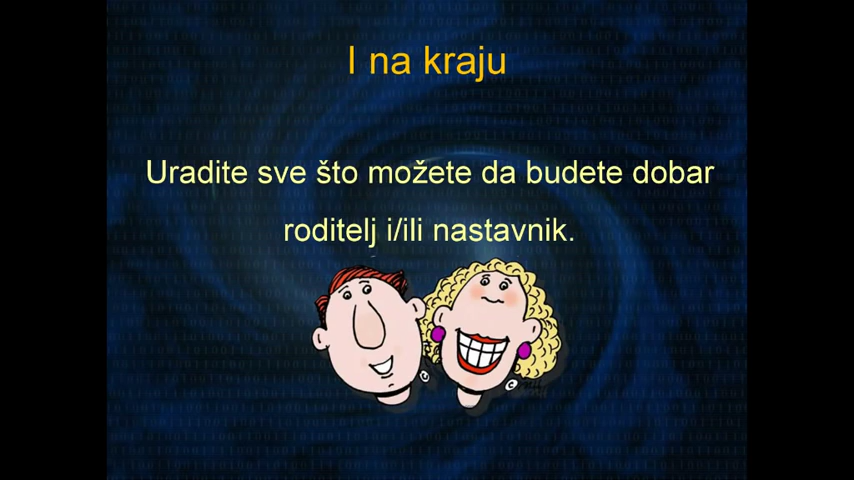 I na kraju
Uradite sve što možete da budete dobar
roditelj i/ili nastavnik.